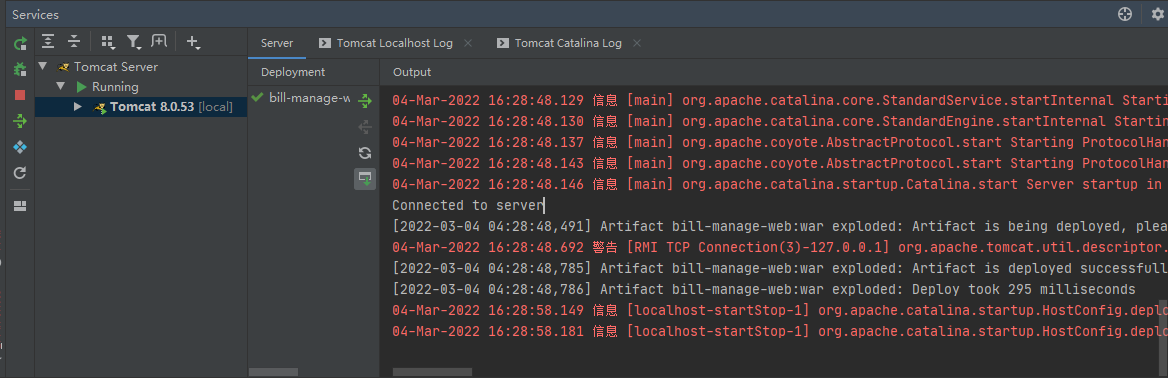 Services
Server
Tomcat Localhost Log
Tomcat Catalina Log
Tomcat Server
Running
Tomcat 8.0.53 [local]
Deployment
bill-manage-w
Output
04-Mar-2022 16:28:48.129 信息 [main] org.apache.catalina.core.StandardService.startInternal Starti
04-Mar-2022 16:28:48.130 信息 [main] org.apache.catalina.core.StandardEngine.startInternal Starting
04-Mar-2022 16:28:48.137 信息 [main] org.apache.coyote.AbstractProtocol.start Starting ProtocolHan
04-Mar-2022 16:28:48.143 信息 [main] org.apache.coyote.AbstractProtocol.start Starting ProtocolHan
04-Mar-2022 16:28:48.146 信息 [main] org.apache.catalina.startup.Catalina.start Server startup in
Connected to server
[2022-03-04 04:28:48,491] Artifact bill-manage-web:war exploded: Artifact is being deployed, plea
04-Mar-2022 16:28:48.692 警告 [RMI TCP Connection(3)-127.0.0.1] org.apache.tomcat.util.descriptor.
[2022-03-04 04:28:48,785] Artifact bill-manage-web:war exploded: Artifact is deployed successfull
[2022-03-04 04:28:48,786] Artifact bill-manage-web:war exploded: Deploy took 295 milliseconds
04-Mar-2022 16:28:58.149 信息 [localhost-startStop-1] org.apache.catalina.startup.HostConfig.deplo
04-Mar-2022 16:28:58.181 信息 [localhost-startStop-1] org.apache.catalina.startup.HostConfig.deplo